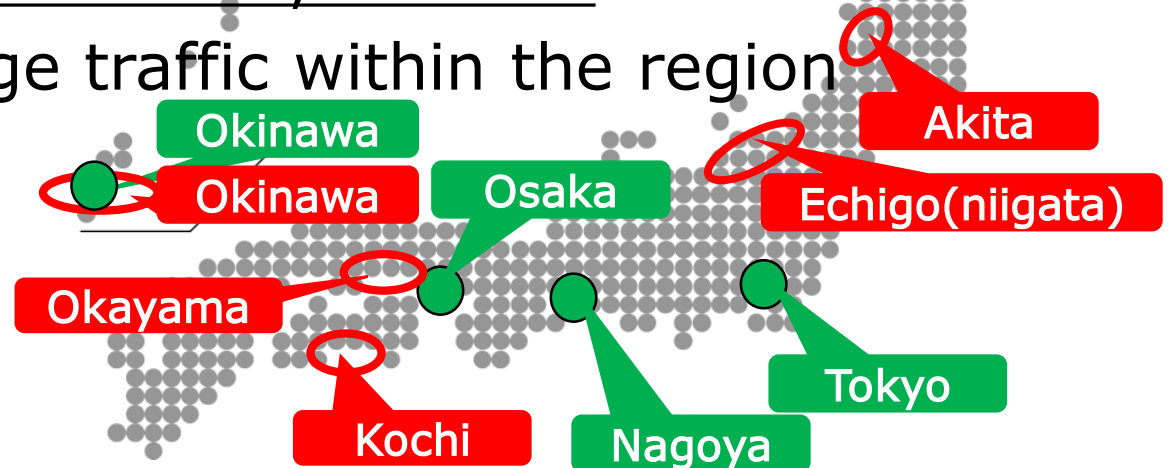 ge traffic within the region
Okinawa
Akita
Okinawa
Osaka
Echigo(niigata)
Okayama
Tokyo
Kochi
Nagoya